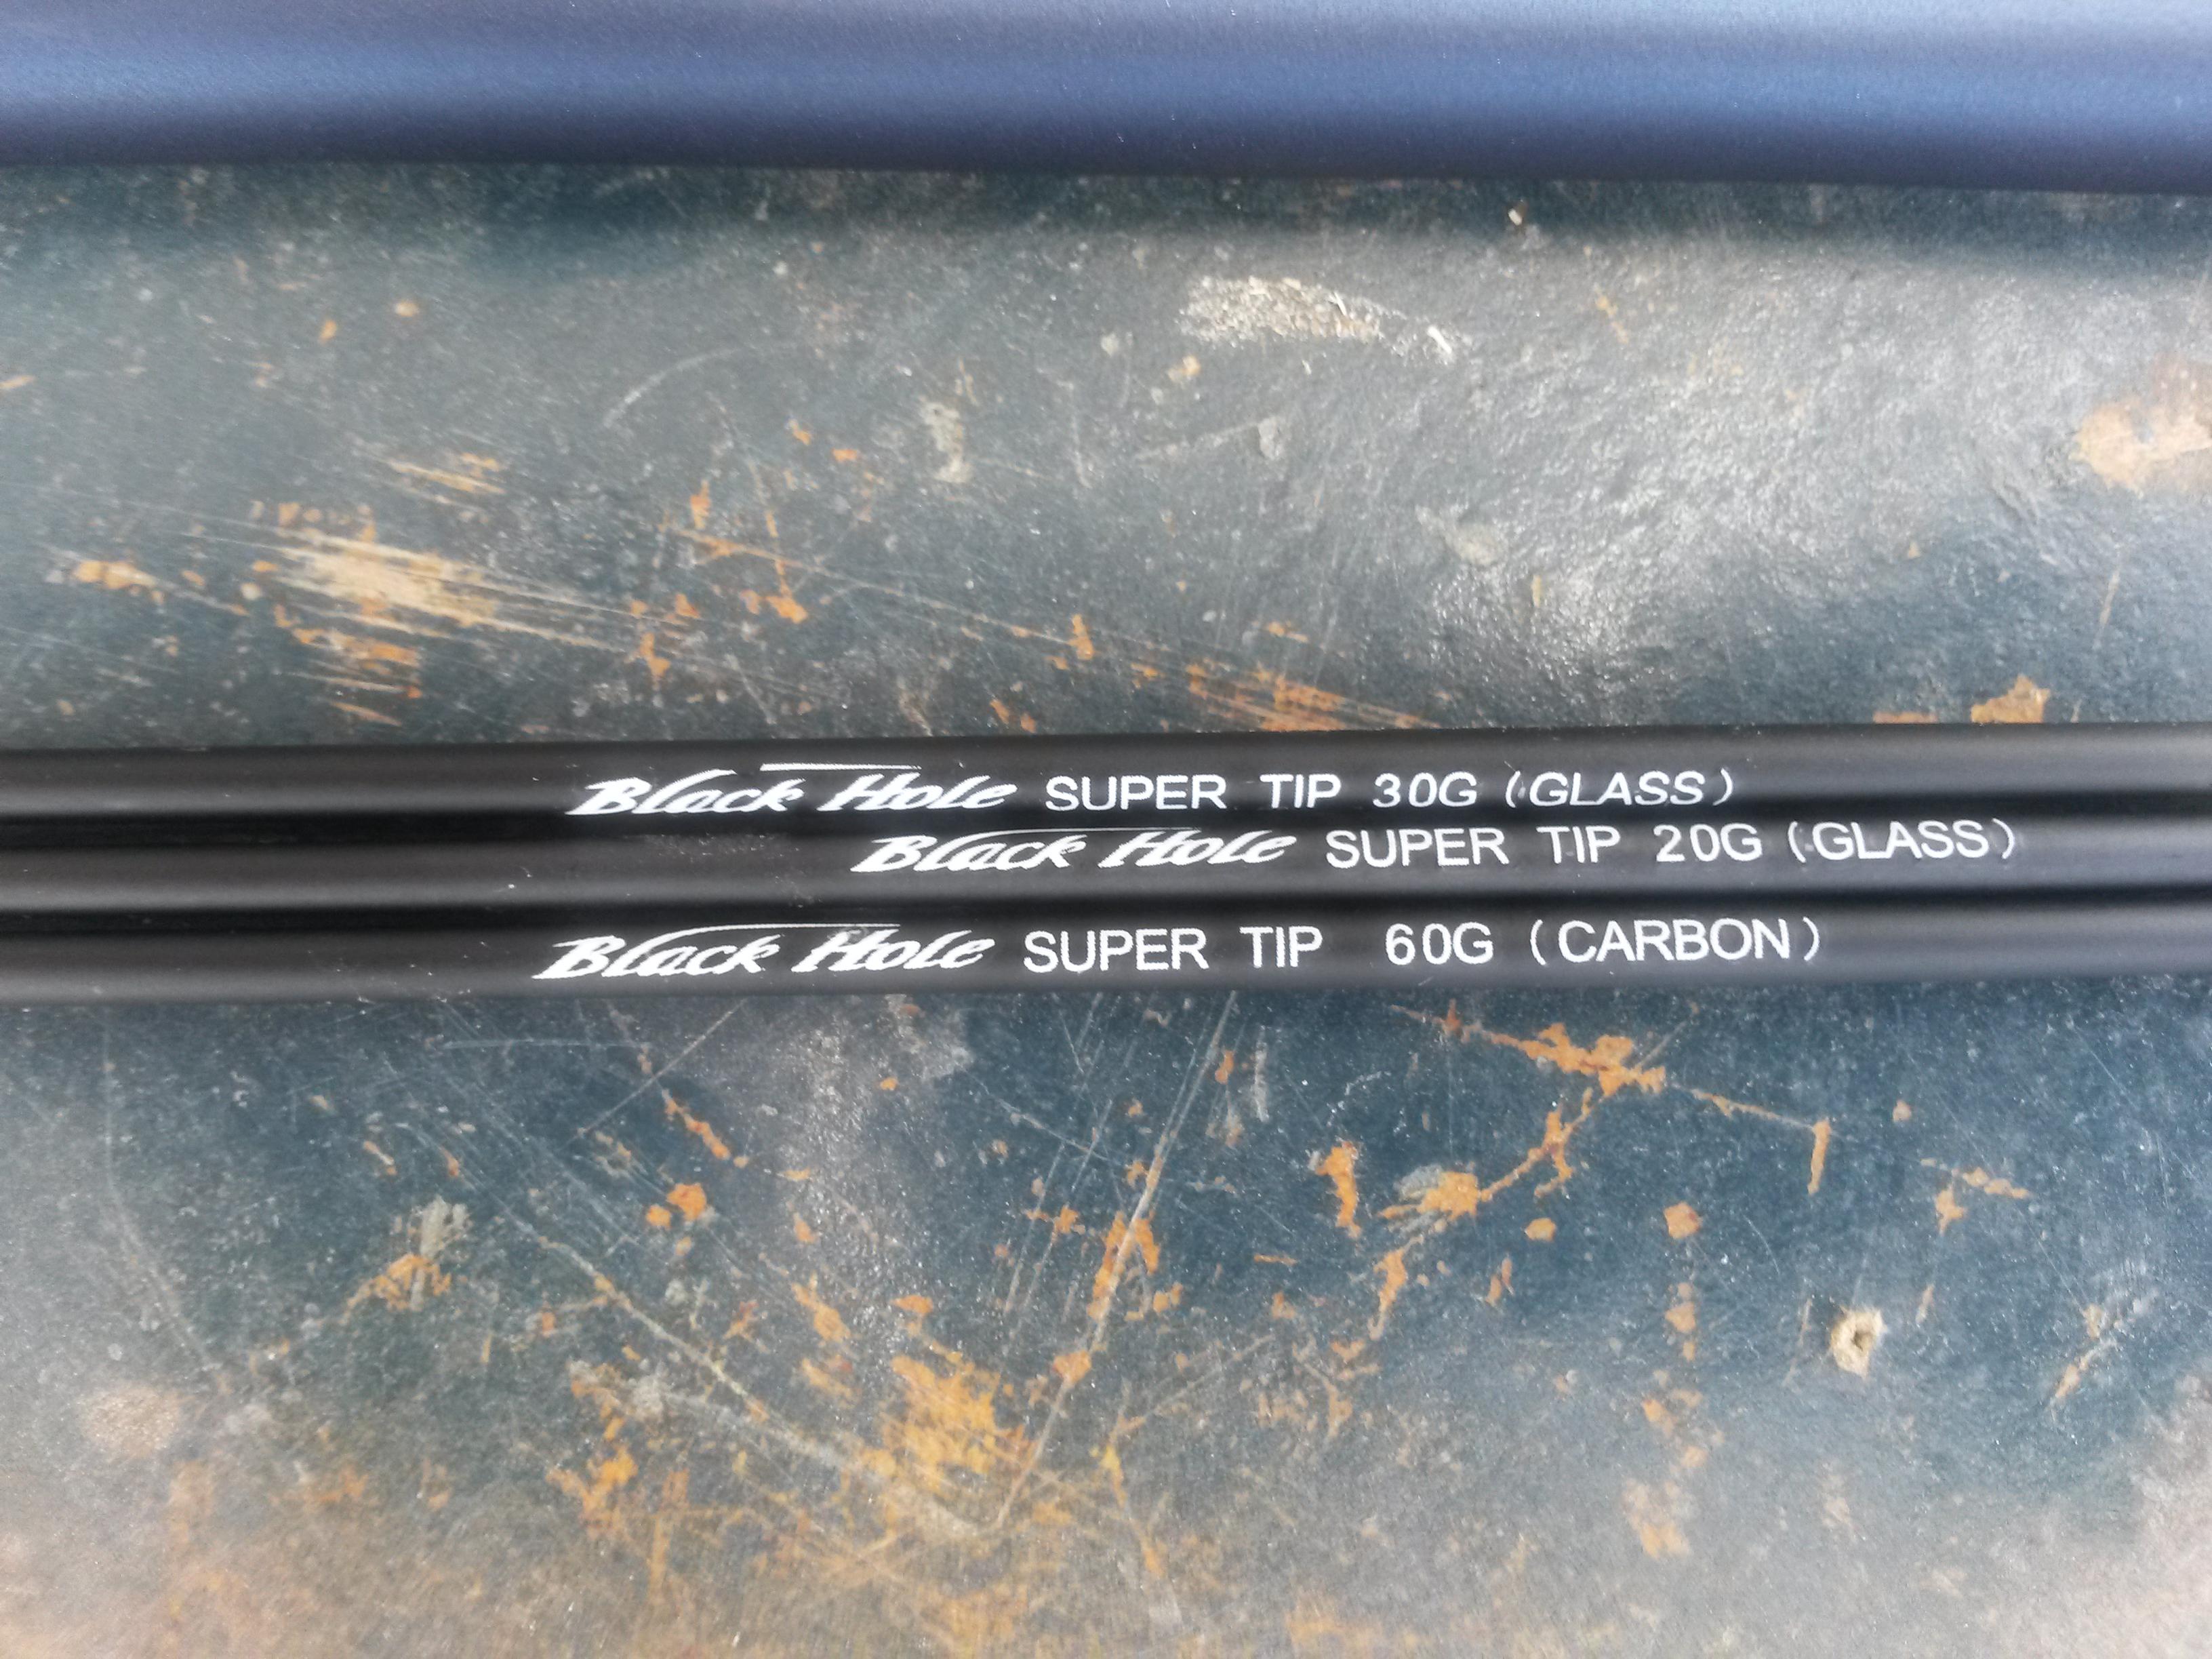 Black Hole SUPER TIP 30G (GLASS)
Black Hole SUPER TIP 20G (GLASS)
Black Hole SUPER TIP 60G (CARBON)